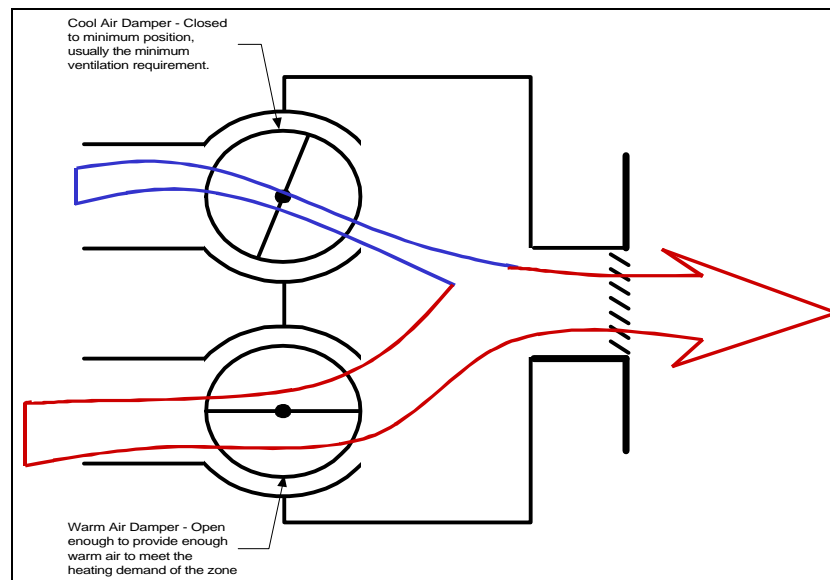 Cool Air Damper - Closed
to minimum position,
usually the minimum
ventilation requirement.
Warm Air Damper - Open
enough to provide enough
warm air to meet the
heating demand of the zone